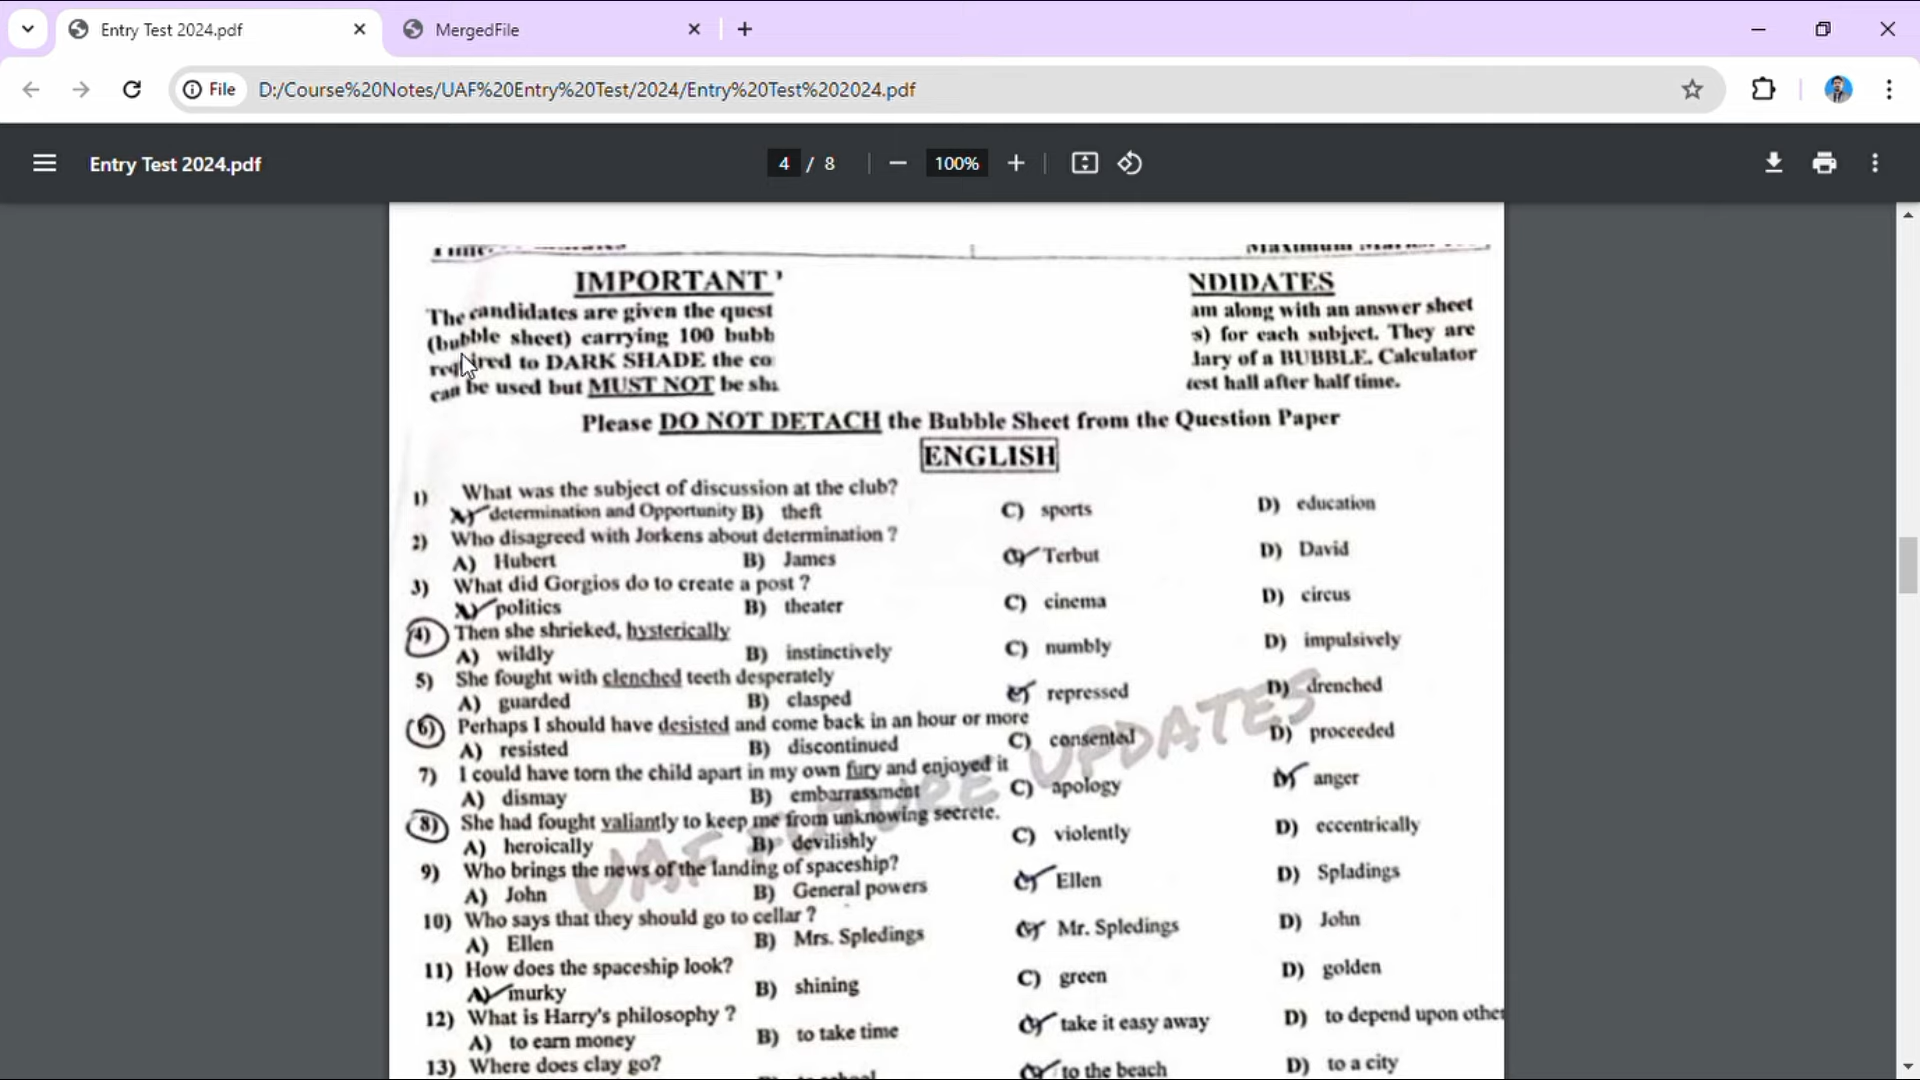 Entry Test 2024.pdf
MergedFile
File
D:/Course%20Notes/UAF%20Entry%20Test/2024/Entry%20Test%202024.pdf
Entry Test 2024.pdf
4 / 8
100%
IMPORTANT
NDIDATES
The candidates are given the quest
am along with an answer sheet
(bubble sheet) carrying 100 bubb
s) for each subject. They are
required to DARK SHADE the co
dary of a BUBBLE. Calculator
can be used but MUST NOT be sha
test hall after half time.
Please DO NOT DETACH the Bubble Sheet from the Question Paper
ENGLISH
1) What was the subject of discussion at the club?
A) determination and Opportunity B) theft C) sports D) education
2) Who disagreed with Jorkens about determination ?
A) Hubert B) James C) Terbut D) David
3) What did Gorgios do to create a post ?
A) politics B) theater C) cinema D) circus
4) Then she shrieked, hysterically
A) wildly B) instinctively C) numbly D) impulsively
5) She fought with clenched teeth desperately
A) guarded B) clasped C) repressed D) drenched
6) Perhaps I should have desisted and come back in an hour or more
A) resisted B) discontinued C) consented D) proceeded
7) I could have torn the child apart in my own fury and enjoyed it
A) dismay B) embarrassment C) apology D) anger
8) She had fought valiantly to keep me from unknowing secrete.
A) heroically B) devilishly C) violently D) eccentrically
9) Who brings the news of the landing of spaceship?
A) John B) General powers C) Ellen D) Spladings
10) Who says that they should go to cellar ?
A) Ellen B) Mrs. Spledings C) Mr. Spledings D) John
11) How does the spaceship look?
A) murky B) shining C) green D) golden
12) What is Harry's philosophy ?
A) to earn money B) to take time C) take it easy away D) to depend upon other
13) Where does clay go?
to the beach D) to a city
UAF FUTURE UPDATES